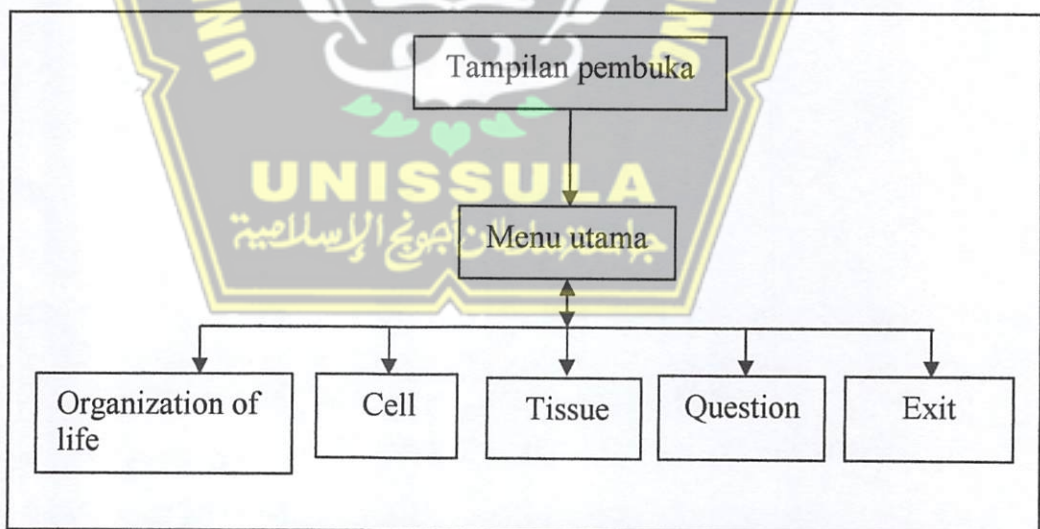 Tampilan pembuka
UNISSULA
Menu utama
Organization of
life
Cell
Tissue
Question
Exit